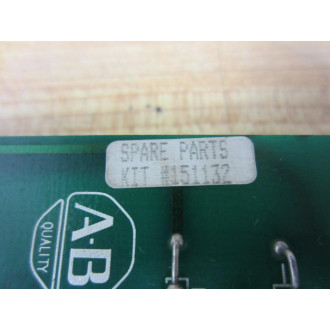 SPARE PARTS
KIT #151132
A-B
QUALITY